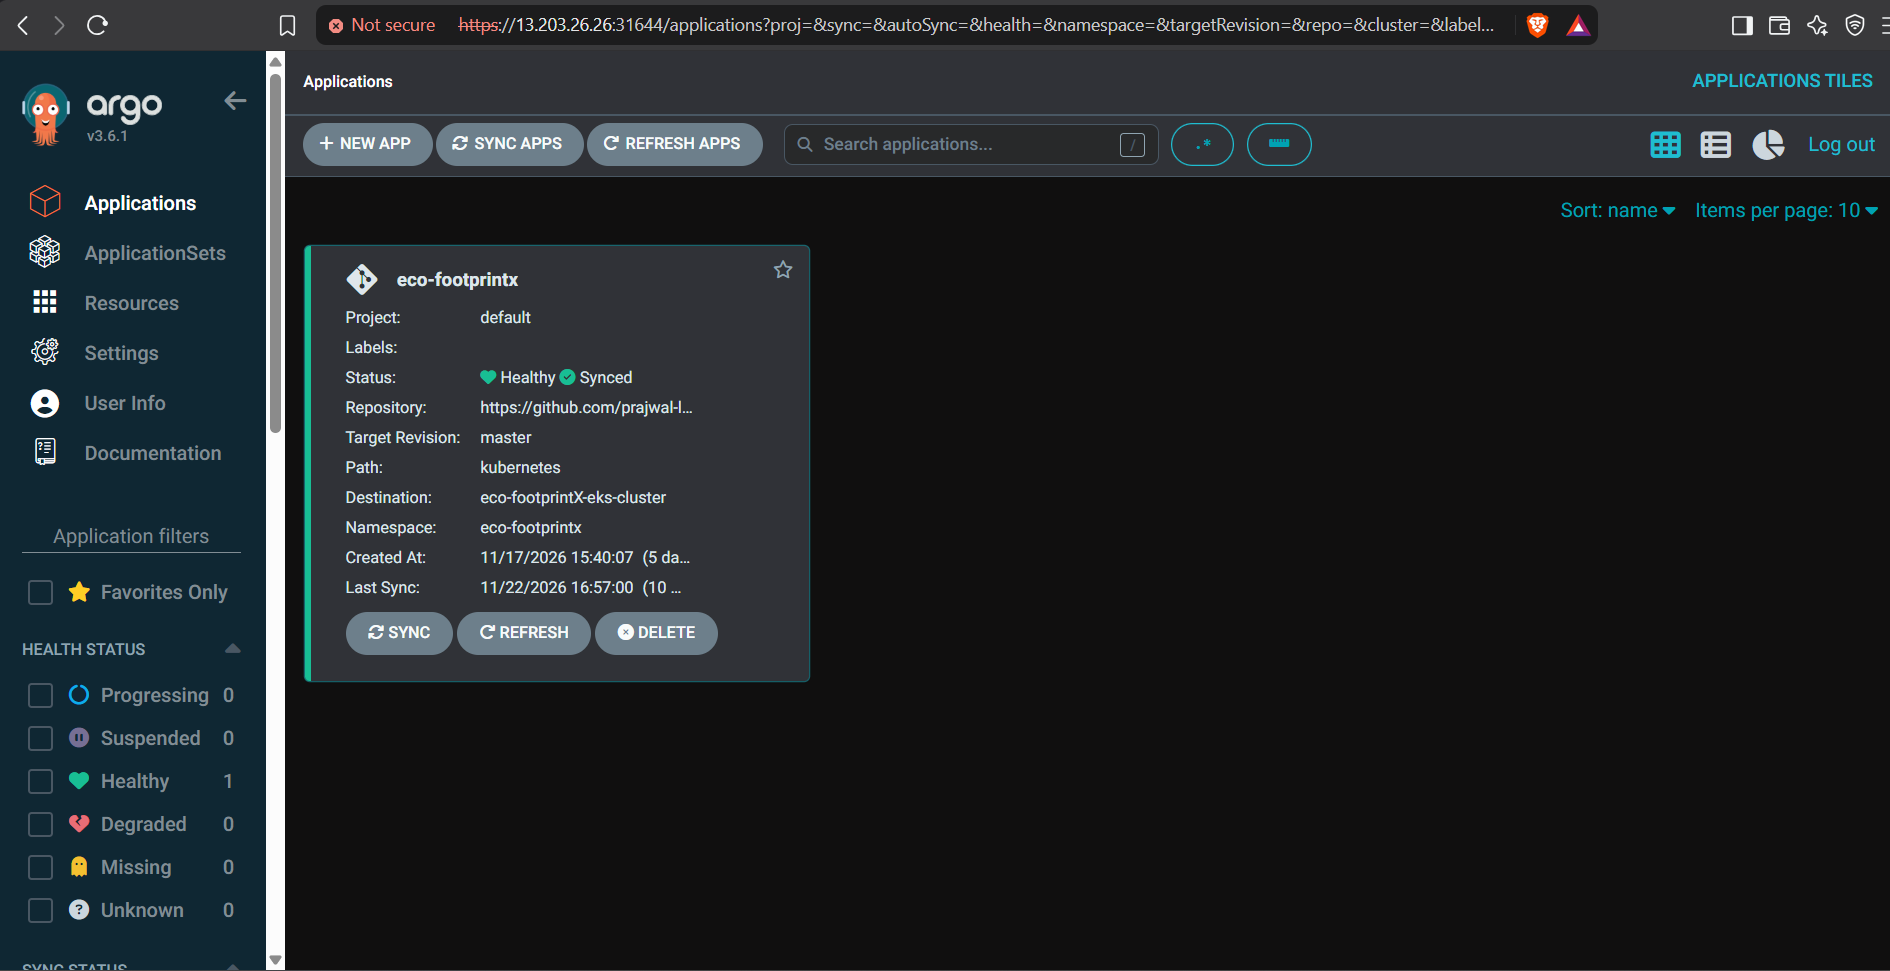 Not secure https://13.203.26.26:31644/applications?proj=&sync=&autoSync=&health=&namespace=&targetRevision=&repo=&cluster=&label...
argo
v3.6.1
Applications
ApplicationSets
Resources
Settings
User Info
Documentation
Application filters
Favorites Only
HEALTH STATUS
Progressing 0
Suspended 0
Healthy 1
Degraded 0
Missing 0
Unknown 0
SYNC STATUS
Applications
APPLICATIONS TILES
+ NEW APP SYNC APPS REFRESH APPS Search applications... / .* Log out
Sort: name Items per page: 10
eco-footprintx
Project: default
Labels:
Status: Healthy Synced
Repository: https://github.com/prajwal-l...
Target Revision: master
Path: kubernetes
Destination: eco-footprintX-eks-cluster
Namespace: eco-footprintx
Created At: 11/17/2026 15:40:07 (5 da...
Last Sync: 11/22/2026 16:57:00 (10 ...
SYNC REFRESH DELETE